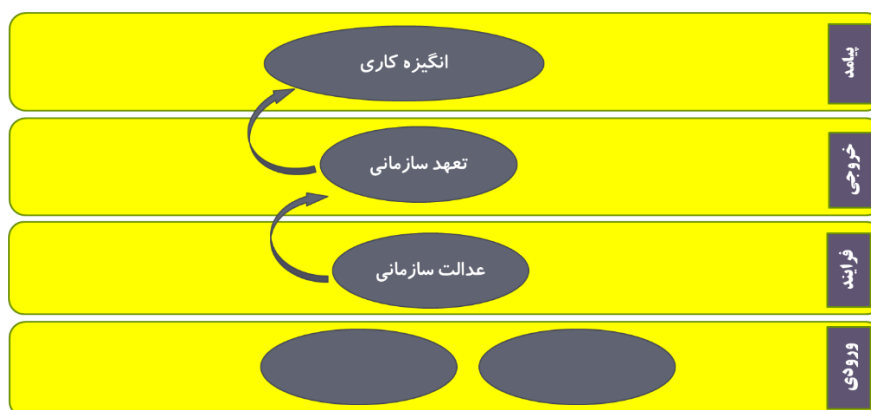 پیامد
انگیزه کاری
خروجی
تعهد سازمانی
فرایند
عدالت سازمانی
ورودی